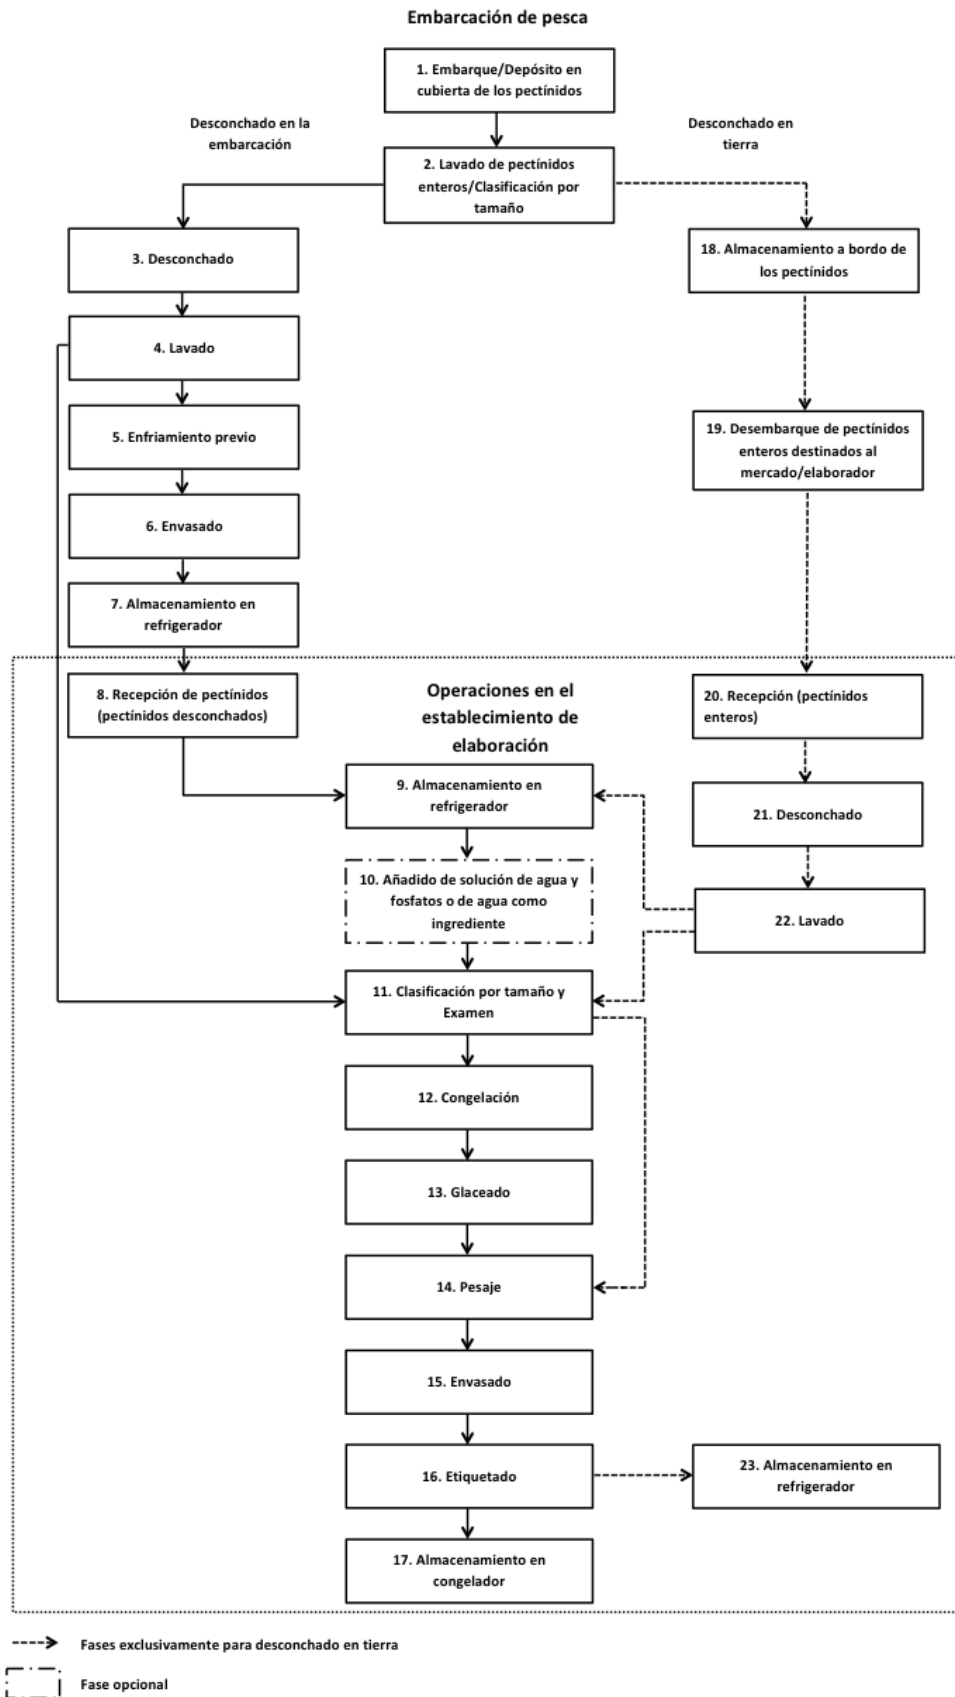 Embarcación de pesca
1. Embarque/Depósito en
cubierta de los pectínidos
Desconchado en la
embarcación
Desconchado en
tierra
2. Lavado de pectínidos
enteros/Clasificación por
tamaño
3. Desconchado
18. Almacenamiento a bordo de
los pectínidos
4. Lavado
5. Enfriamiento previo
19. Desembarque de pectínidos
enteros destinados al
mercado/elaborador
6. Envasado
7. Almacenamiento en
refrigerador
8. Recepción de pectínidos
(pectínidos desconchados)
Operaciones en el
establecimiento de
elaboración
20. Recepción (pectínidos
enteros)
9. Almacenamiento en
refrigerador
21. Desconchado
10. Añadido de solución de agua y
fosfatos o de agua como
ingrediente
22. Lavado
11. Clasificación por tamaño y
Examen
12. Congelación
13. Glaceado
14. Pesaje
15. Envasado
16. Etiquetado
23. Almacenamiento en
refrigerador
17. Almacenamiento en
congelador
Fases exclusivamente para desconchado en tierra
Fase opcional